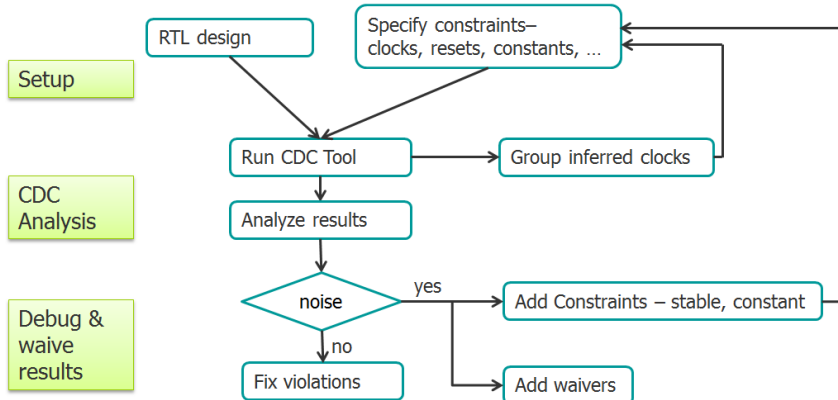 RTL design
Specify constraints–
clocks, resets, constants, ...
Setup
Run CDC Tool
Group inferred clocks
CDC
Analysis
Analyze results
noise
yes
Add Constraints – stable, constant
Debug &
waive
results
no
Fix violations
Add waivers